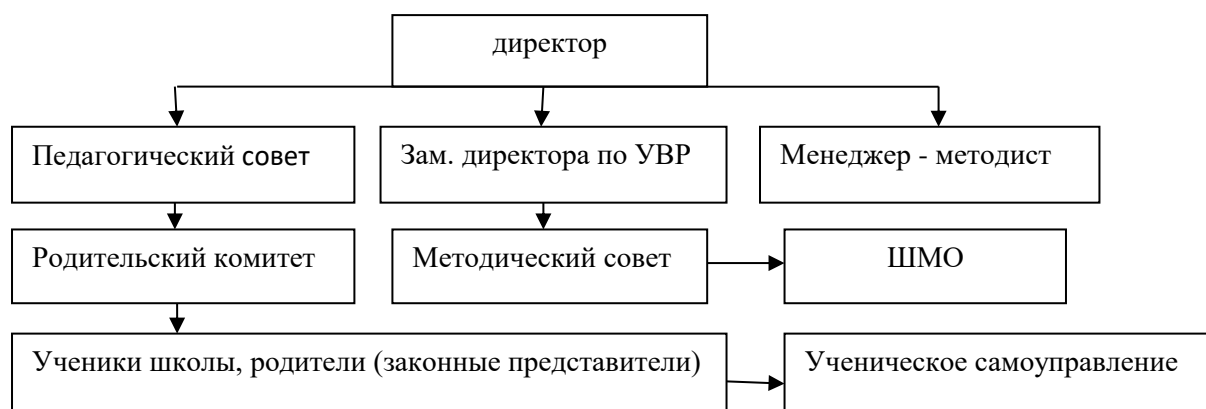 директор
Педагогический совет
Зам. директора по УВР
Менеджер - методист
Родительский комитет
Методический совет
ШМО
Ученики школы, родители (законные представители)
Ученическое самоуправление